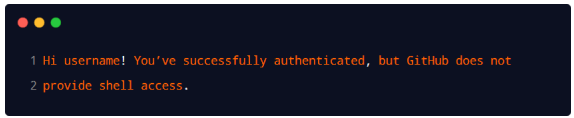 1 Hi username! You’ve successfully authenticated, but GitHub does not
2 provide shell access.